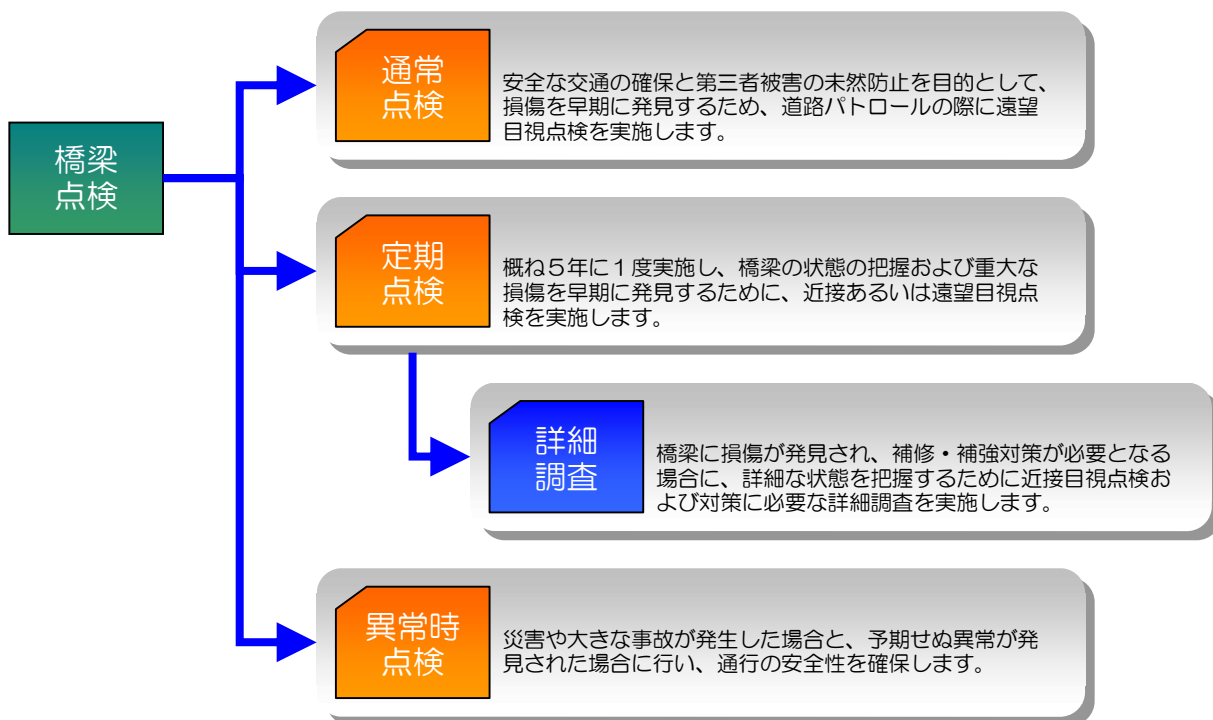 橋梁
点検
通常
点検
安全な交通の確保と第三者被害の未然防止を目的として、
損傷を早期に発見するため、道路パトロールの際に遠望
目視点検を実施します。
定期
点検
概ね５年に１度実施し、橋梁の状態の把握および重大な
損傷を早期に発見するために、近接あるいは遠望目視点
検を実施します。
詳細
調査
橋梁に損傷が発見され、補修・補強対策が必要となる
場合に、詳細な状態を把握するために近接目視点検お
よび対策に必要な詳細調査を実施します。
異常時
点検
災害や大きな事故が発生した場合と、予期せぬ異常が発
見された場合に行い、通行の安全性を確保します。